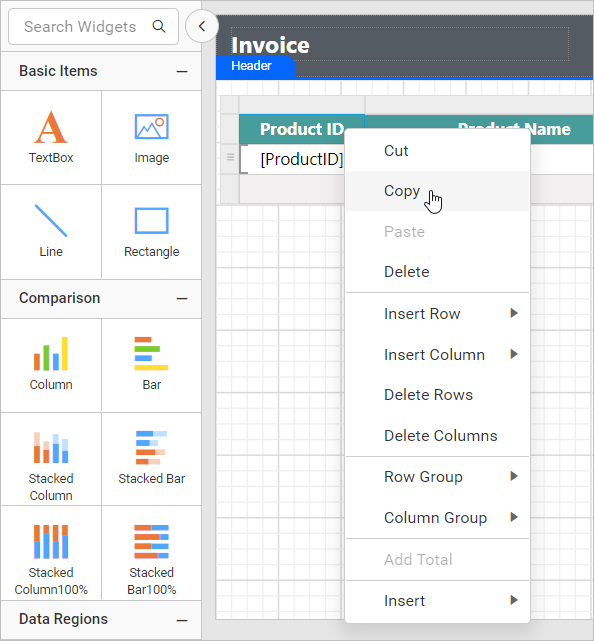 Search Widgets
Basic Items
TextBox
Image
Line
Rectangle
Comparison
Column
Bar
Stacked
Column
Stacked Bar
Stacked
Column100%
Stacked
Bar100%
Data Regions
Invoice
Header
Product ID
Product Name
[ProductID]
Cut
Copy
Paste
Delete
Insert Row
Insert Column
Delete Rows
Delete Columns
Row Group
Column Group
Add Total
Insert